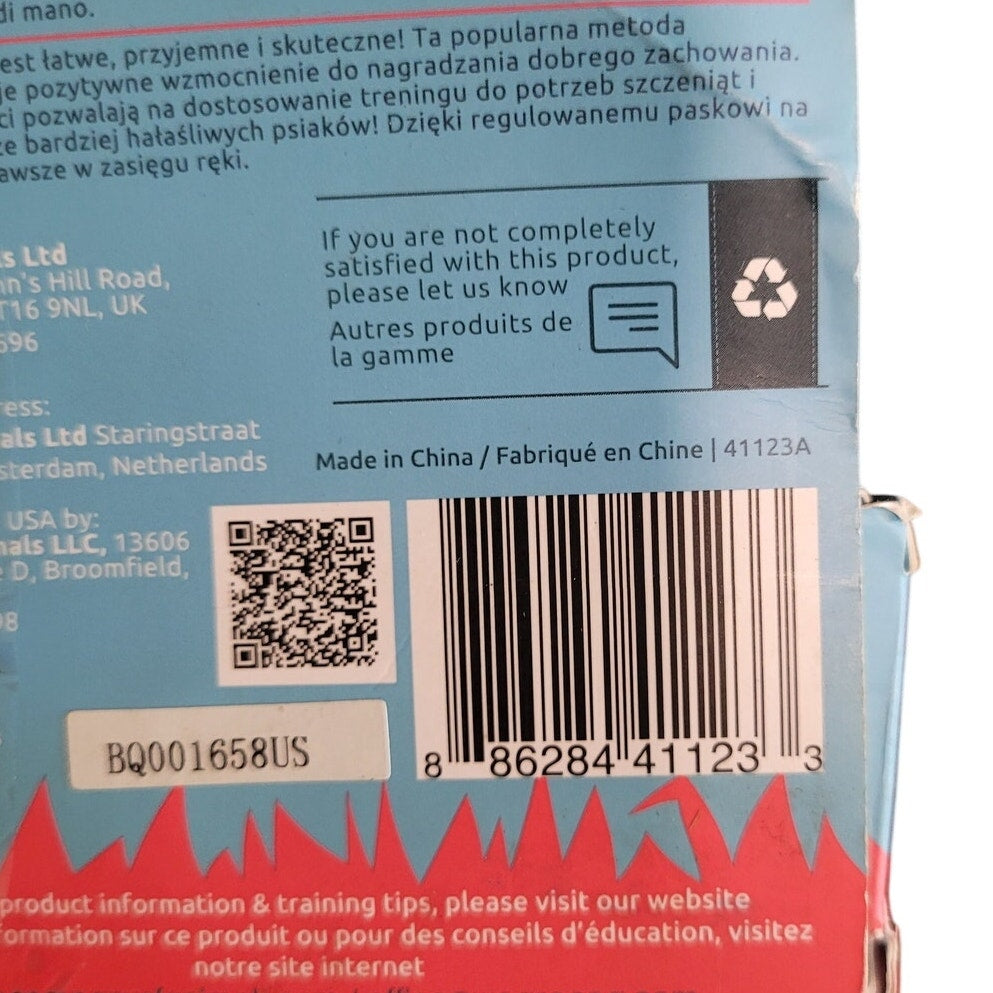 di mano.
est łatwe, przyjemne i skuteczne! Ta popularna metoda
je pozytywne wzmocnienie do nagradzania dobrego zachowania.
ci pozwalają na dostosowanie treningu do potrzeb szczeniąt i
ze bardziej hałaśliwych psiaków! Dzięki regulowanemu paskowi na
awsze w zasięgu ręki.
ls Ltd
nn's Hill Road,
T16 9NL, UK
696
If you are not completely
satisfied with this product,
please let us know
Autres produits de
la gamme
ress:
als Ltd Staringstraat
sterdam, Netherlands
Made in China / Fabriqué en Chine | 41123A
USA by:
nals LLC, 13606
e D, Broomfield,
98
BQ001658US
8 86284 41123 3
product information & training tips, please visit our website
ormation sur ce produit ou pour des conseils d'éducation, visitez
notre site internet